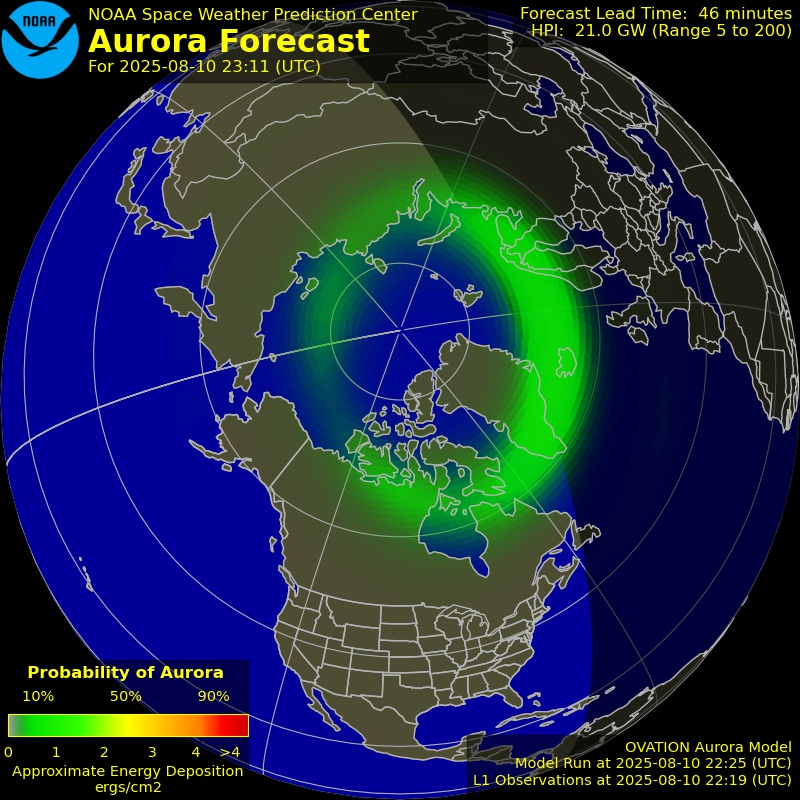 NOAA
NOAA Space Weather Prediction Center
Aurora Forecast
For 2025-08-10 23:11 (UTC)
Forecast Lead Time: 46 minutes
HPI: 21.0 GW (Range 5 to 200)
Probability of Aurora
10% 50% 90%
0 1 2 3 4 >4
Approximate Energy Deposition
ergs/cm2
OVATION Aurora Model
Model Run at 2025-08-10 22:25 (UTC)
L1 Observations at 2025-08-10 22:19 (UTC)